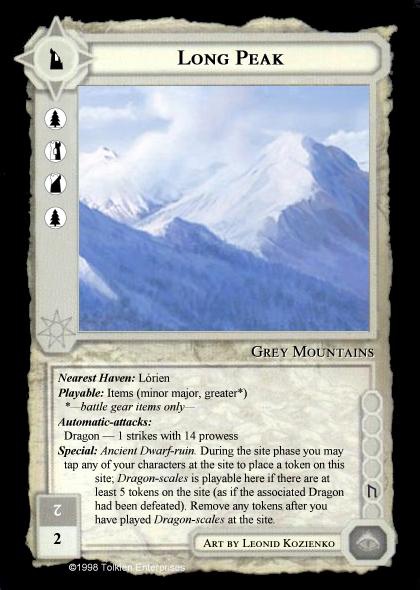 LONG PEAK
GREY MOUNTAINS
Nearest Haven: Lórien
Playable: Items (minor major, greater*)
*—battle gear items only—
Automatic-attacks:
Dragon — 1 strikes with 14 prowess
Special: Ancient Dwarf-ruin. During the site phase you may
tap any of your characters at the site to place a token on this
site; Dragon-scales is playable here if there are at
least 5 tokens on the site (as if the associated Dragon
had been defeated). Remove any tokens after you
have played Dragon-scales at the site.
2
2
ART BY LEONID KOZIENKO
©1998 Tolkien Enterprises